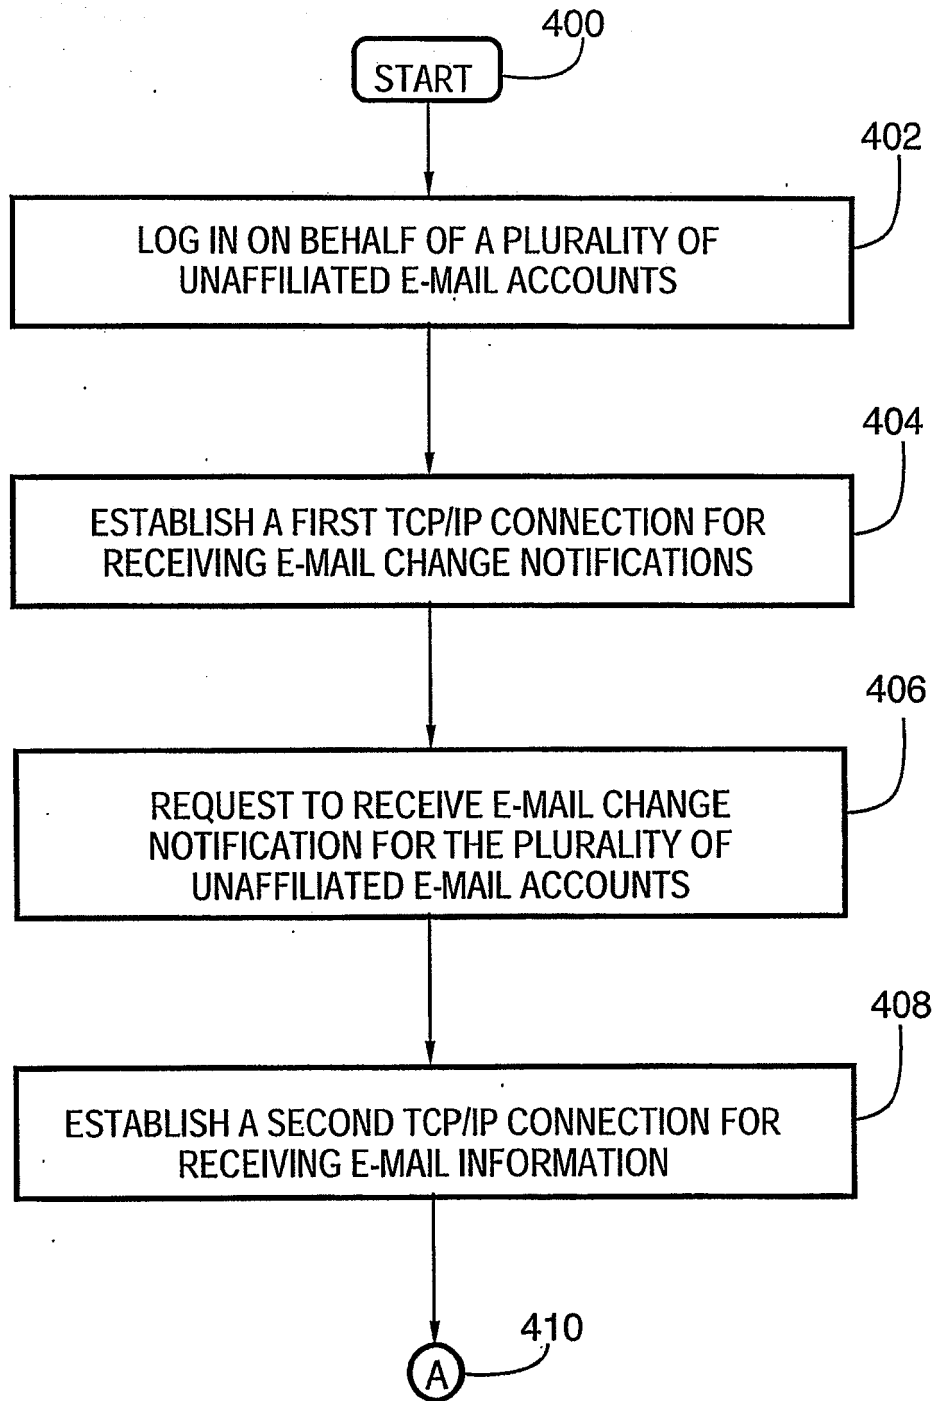 400
START
402
LOG IN ON BEHALF OF A PLURALITY OF
UNAFFILIATED E-MAIL ACCOUNTS
404
ESTABLISH A FIRST TCP/IP CONNECTION FOR
RECEIVING E-MAIL CHANGE NOTIFICATIONS
406
REQUEST TO RECEIVE E-MAIL CHANGE
NOTIFICATION FOR THE PLURALITY OF
UNAFFILIATED E-MAIL ACCOUNTS
408
ESTABLISH A SECOND TCP/IP CONNECTION FOR
RECEIVING E-MAIL INFORMATION
410
A